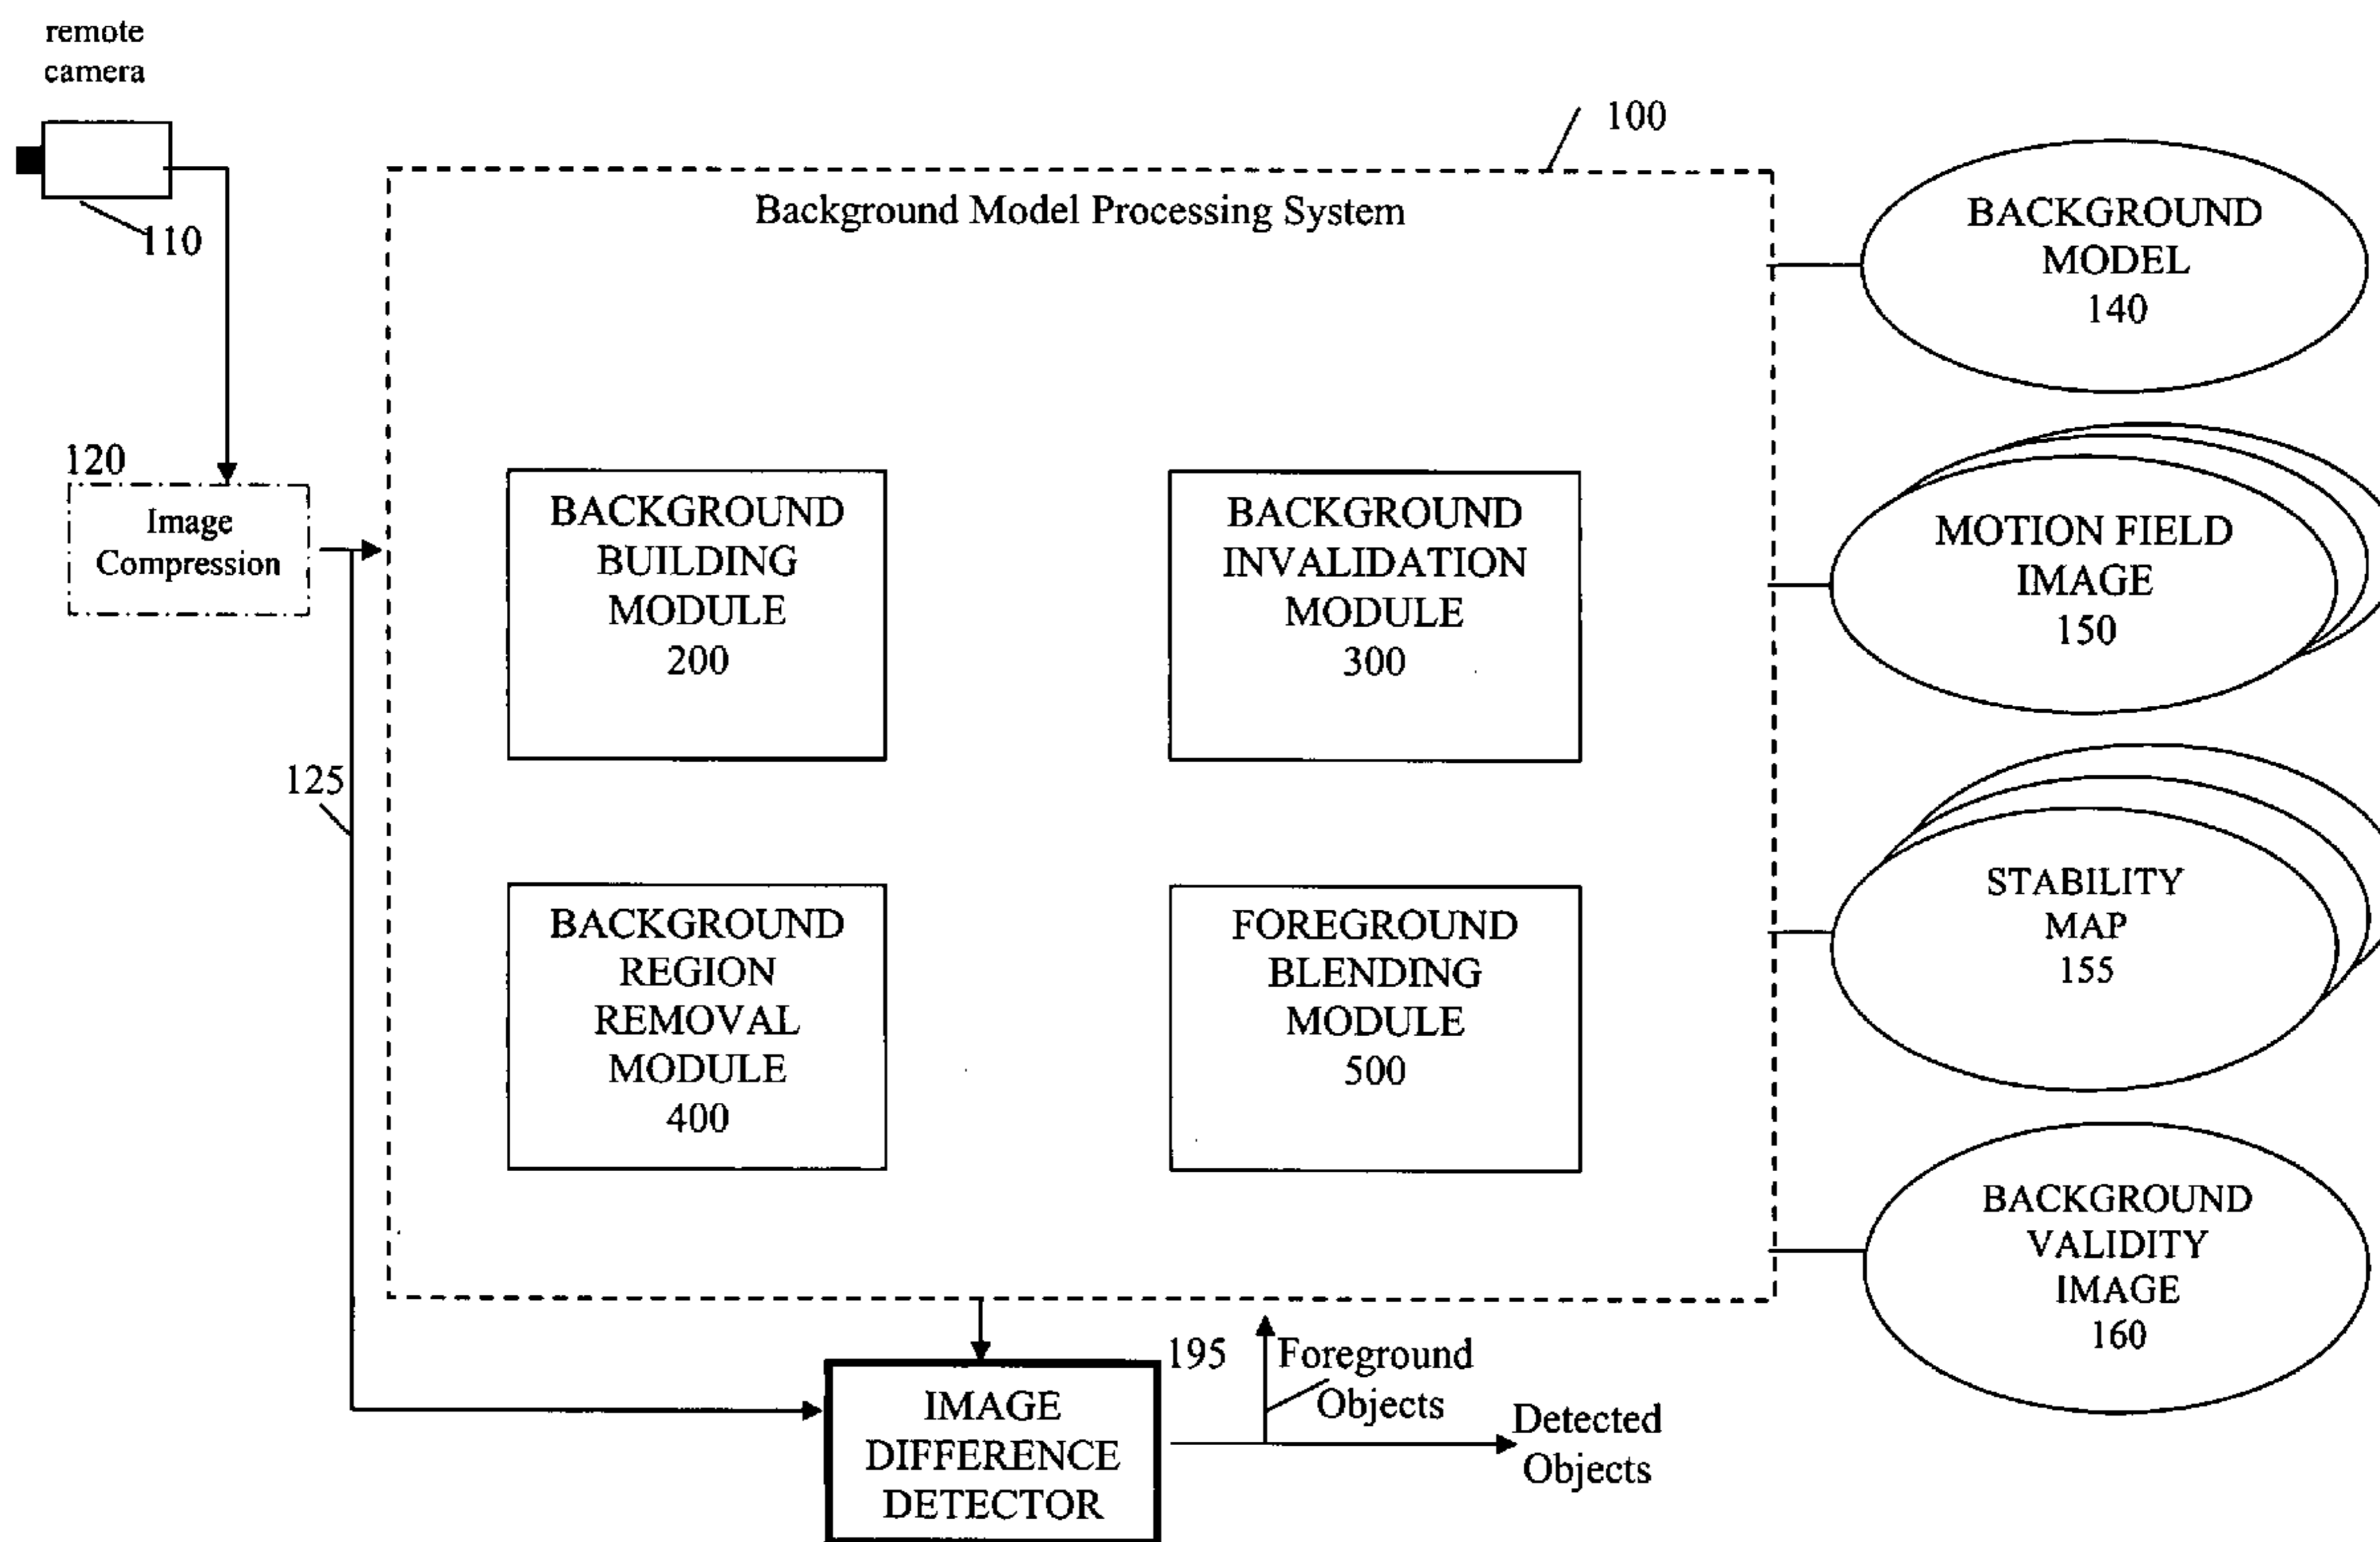 remote
camera
110
100
Background Model Processing System
120
Image
Compression
125
BACKGROUND
BUILDING
MODULE
200
BACKGROUND
INVALIDATION
MODULE
300
BACKGROUND
REGION
REMOVAL
MODULE
400
FOREGROUND
BLENDING
MODULE
500
BACKGROUND
MODEL
140
MOTION FIELD
IMAGE
150
STABILITY
MAP
155
BACKGROUND
VALIDITY
IMAGE
160
195
IMAGE
DIFFERENCE
DETECTOR
Foreground
Objects
Detected
Objects